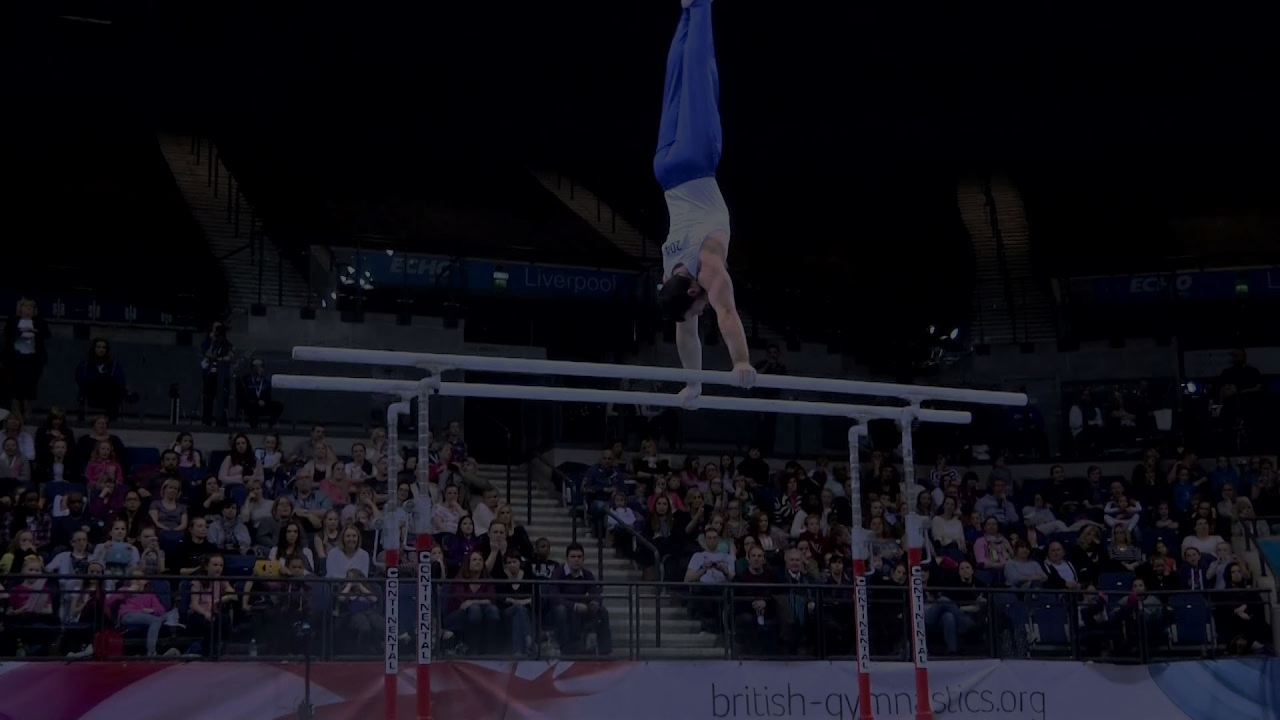 ECHO
Liverpool
ECHO
CONTINENTAL
CONTINENTAL
CONTINENTAL
CONTINENTAL
british-gymnastics.org